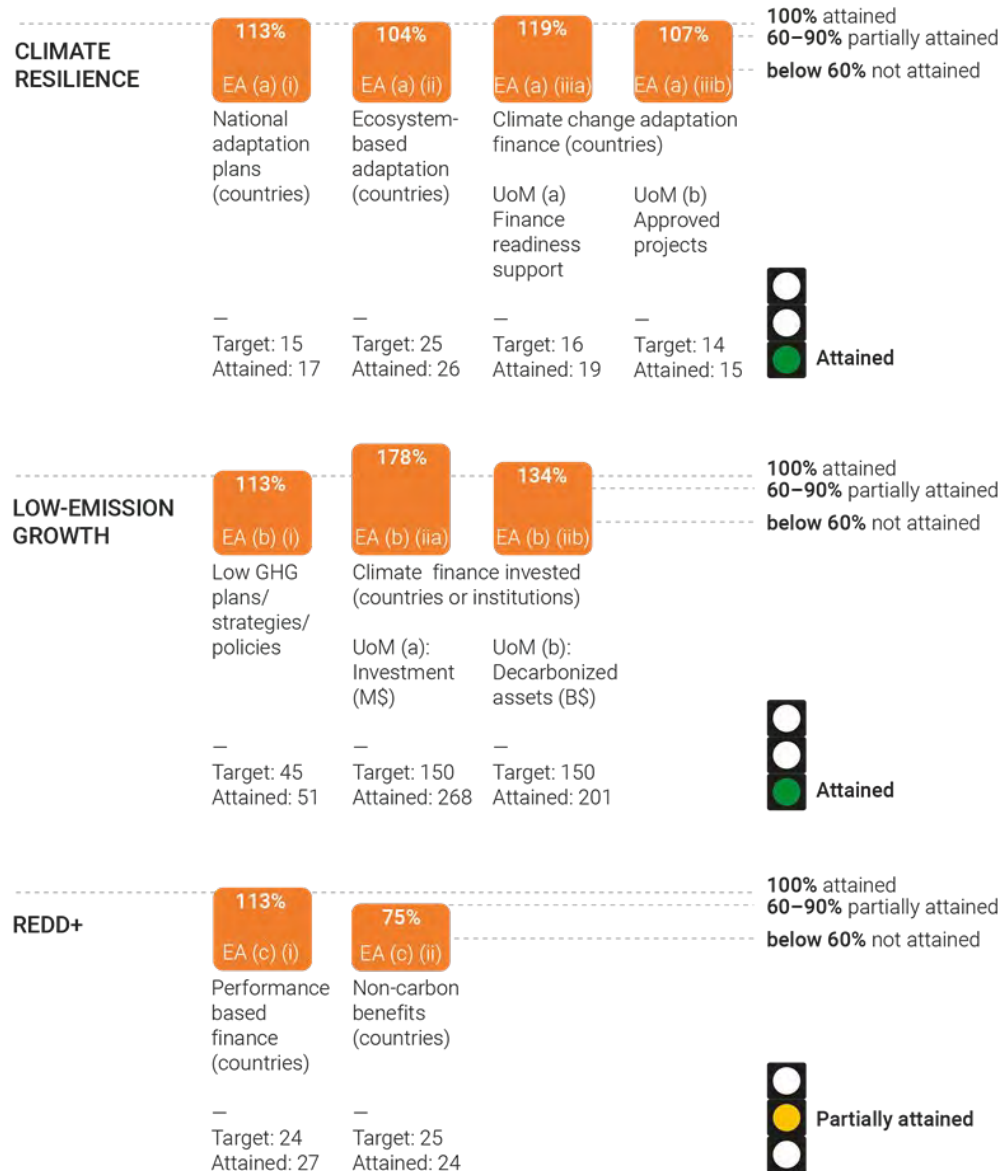 CLIMATE
RESILIENCE
113%
EA (a) (i)
104%
EA (a) (ii)
119%
EA (a) (iiia)
107%
EA (a) (iiib)
100% attained
60–90% partially attained
below 60% not attained
National
adaptation
plans
(countries)
Ecosystem-
based
adaptation
(countries)
Climate change adaptation
finance (countries)
UoM (a)
Finance
readiness
support
UoM (b)
Approved
projects
—
Target: 15
Attained: 17
—
Target: 25
Attained: 26
—
Target: 16
Attained: 19
—
Target: 14
Attained: 15
Attained
LOW-EMISSION
GROWTH
113%
EA (b) (i)
178%
EA (b) (iia)
134%
EA (b) (iib)
100% attained
60–90% partially attained
below 60% not attained
Low GHG
plans/
strategies/
policies
Climate finance invested
(countries or institutions)
UoM (a):
Investment
(M$)
UoM (b):
Decarbonized
assets (B$)
—
Target: 45
Attained: 51
—
Target: 150
Attained: 268
—
Target: 150
Attained: 201
Attained
REDD+
113%
EA (c) (i)
75%
EA (c) (ii)
100% attained
60–90% partially attained
below 60% not attained
Performance
based
finance
(countries)
Non-carbon
benefits
(countries)
—
Target: 24
Attained: 27
—
Target: 25
Attained: 24
Partially attained